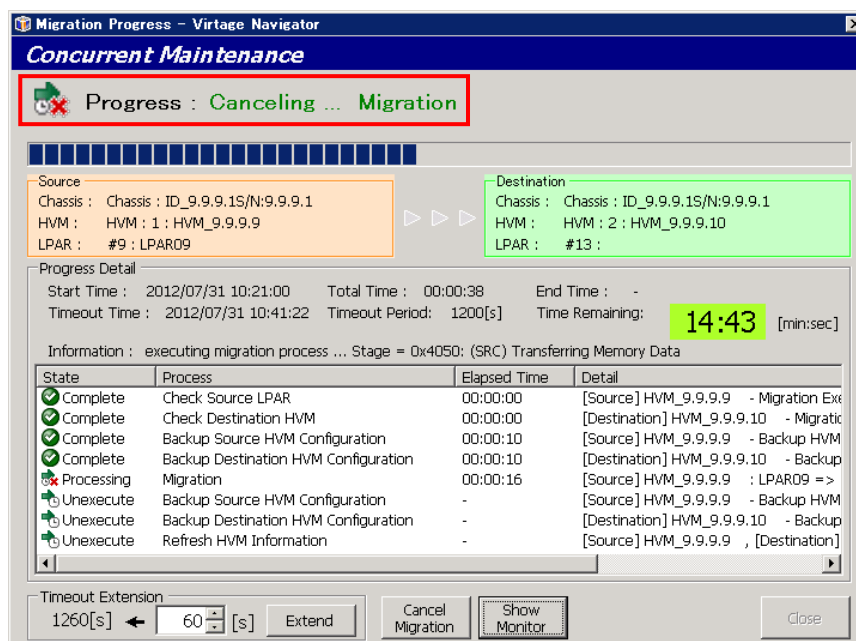 Migration Progress - Virtage Navigator
Concurrent Maintenance
Progress : Canceling ... Migration
Source
Chassis : Chassis : ID_9.9.9.1S/N:9.9.9.1
HVM : HVM : 1 : HVM_9.9.9.9
LPAR : #9 : LPAR09
Destination
Chassis : Chassis : ID_9.9.9.1S/N:9.9.9.1
HVM : HVM : 2 : HVM_9.9.9.10
LPAR : #13 :
Progress Detail
Start Time : 2012/07/31 10:21:00 Total Time : 00:00:38 End Time : -
Timeout Time : 2012/07/31 10:41:22 Timeout Period: 1200[s] Time Remaining: 14:43 [min:sec]
Information : executing migration process ... Stage = 0x4050: (SRC) Transferring Memory Data
State Process Elapsed Time Detail
Complete Check Source LPAR 00:00:00 [Source] HVM_9.9.9.9 - Migration Exe
Complete Check Destination HVM 00:00:00 [Destination] HVM_9.9.9.10 - Migratic
Complete Backup Source HVM Configuration 00:00:10 [Source] HVM_9.9.9.9 - Backup HVM
Complete Backup Destination HVM Configuration 00:00:10 [Destination] HVM_9.9.9.10 - Backup
Processing Migration 00:00:16 [Source] HVM_9.9.9.9 : LPAR09 =>
Unexecute Backup Source HVM Configuration - [Source] HVM_9.9.9.9 - Backup HVM
Unexecute Backup Destination HVM Configuration - [Destination] HVM_9.9.9.10 - Backup
Unexecute Refresh HVM Information - [Source] HVM_9.9.9.9 , [Destination]
Timeout Extension
1260[s] 60 [s] Extend
Cancel Migration
Show Monitor
Close